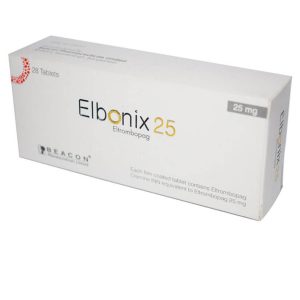 28 Tablets
Elbonix 25
Eltrombopag
25 mg
BEACON
Each film coated tablet contains Eltrombopag
Olamine INN equivalent to Eltrombopag 25 mg